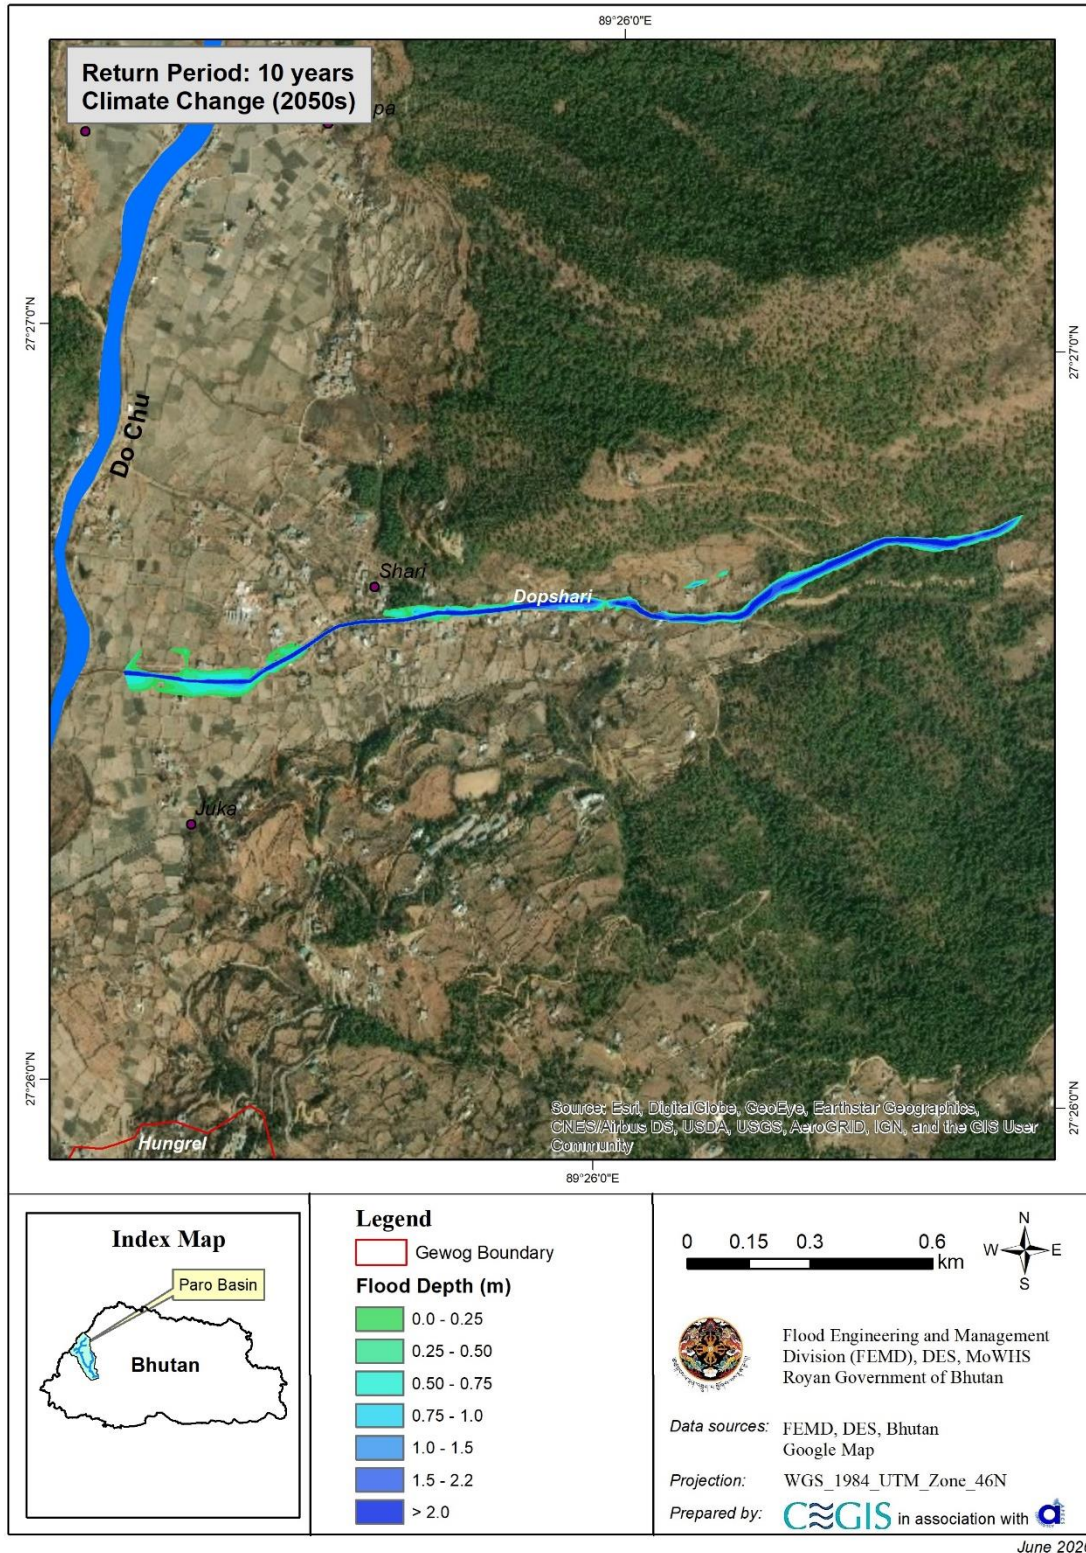 89°26'0"E
Return Period: 10 years
Climate Change (2050s)
pa
27°27'0"N
27°27'0"N
Do Chu
Shari
Dopshari
Juka
27°26'0"N
27°26'0"N
Source: Esri, DigitalGlobe, GeoEye, Earthstar Geographics,
CNES/Airbus DS, USDA, USGS, AeroGRID, IGN, and the GIS User
Community
Hungrel
89°26'0"E
Index Map
Paro Basin
Bhutan
Legend
Gewog Boundary
Flood Depth (m)
0.0 - 0.25
0.25 - 0.50
0.50 - 0.75
0.75 - 1.0
1.0 - 1.5
1.5 - 2.2
> 2.0
0 0.15 0.3 0.6
km
N
W E
S
Flood Engineering and Management
Division (FEMD), DES, MoWHS
Royan Government of Bhutan
Data sources: FEMD, DES, Bhutan
Google Map
Projection: WGS_1984_UTM_Zone_46N
Prepared by: CEGIS in association with a
June 202